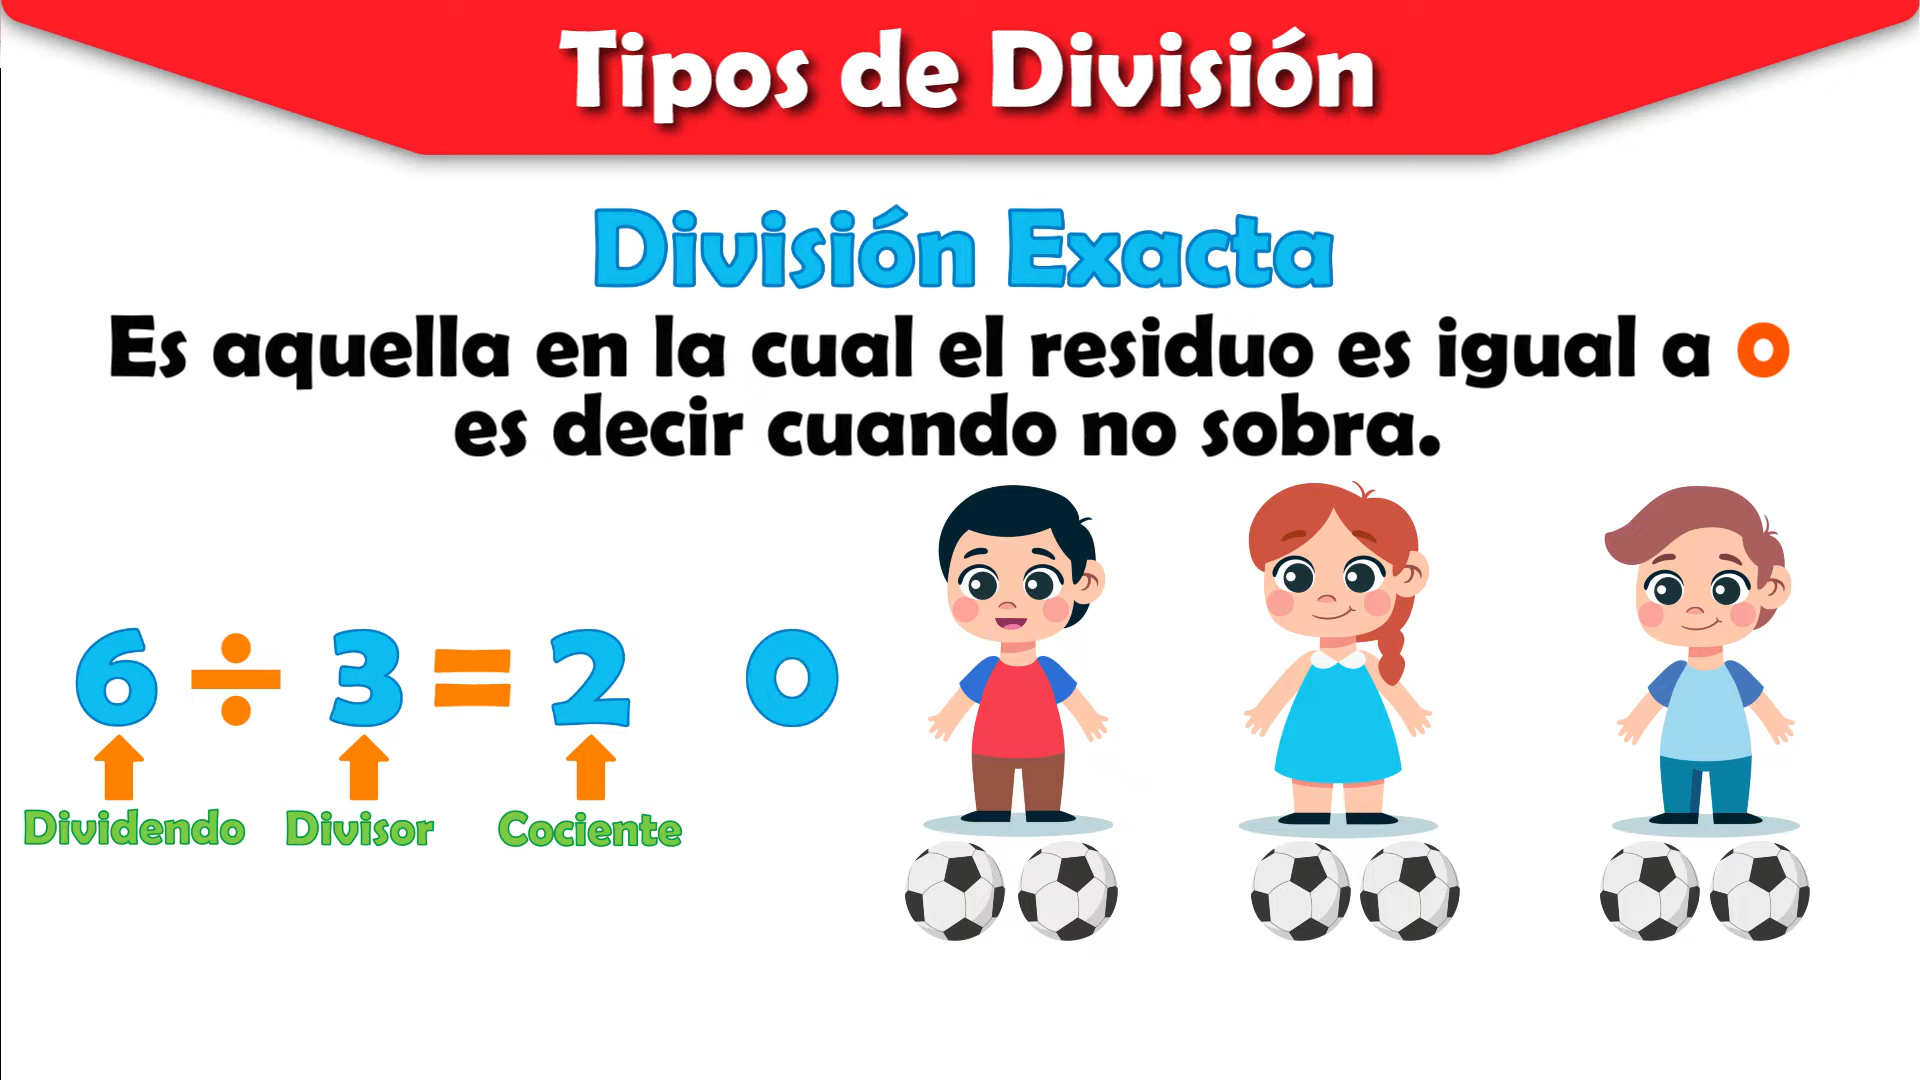 Tipos de División
División Exacta
Es aquella en la cual el residuo es igual a 0
es decir cuando no sobra.
6 ÷ 3 = 2 0
Dividendo Divisor Cociente